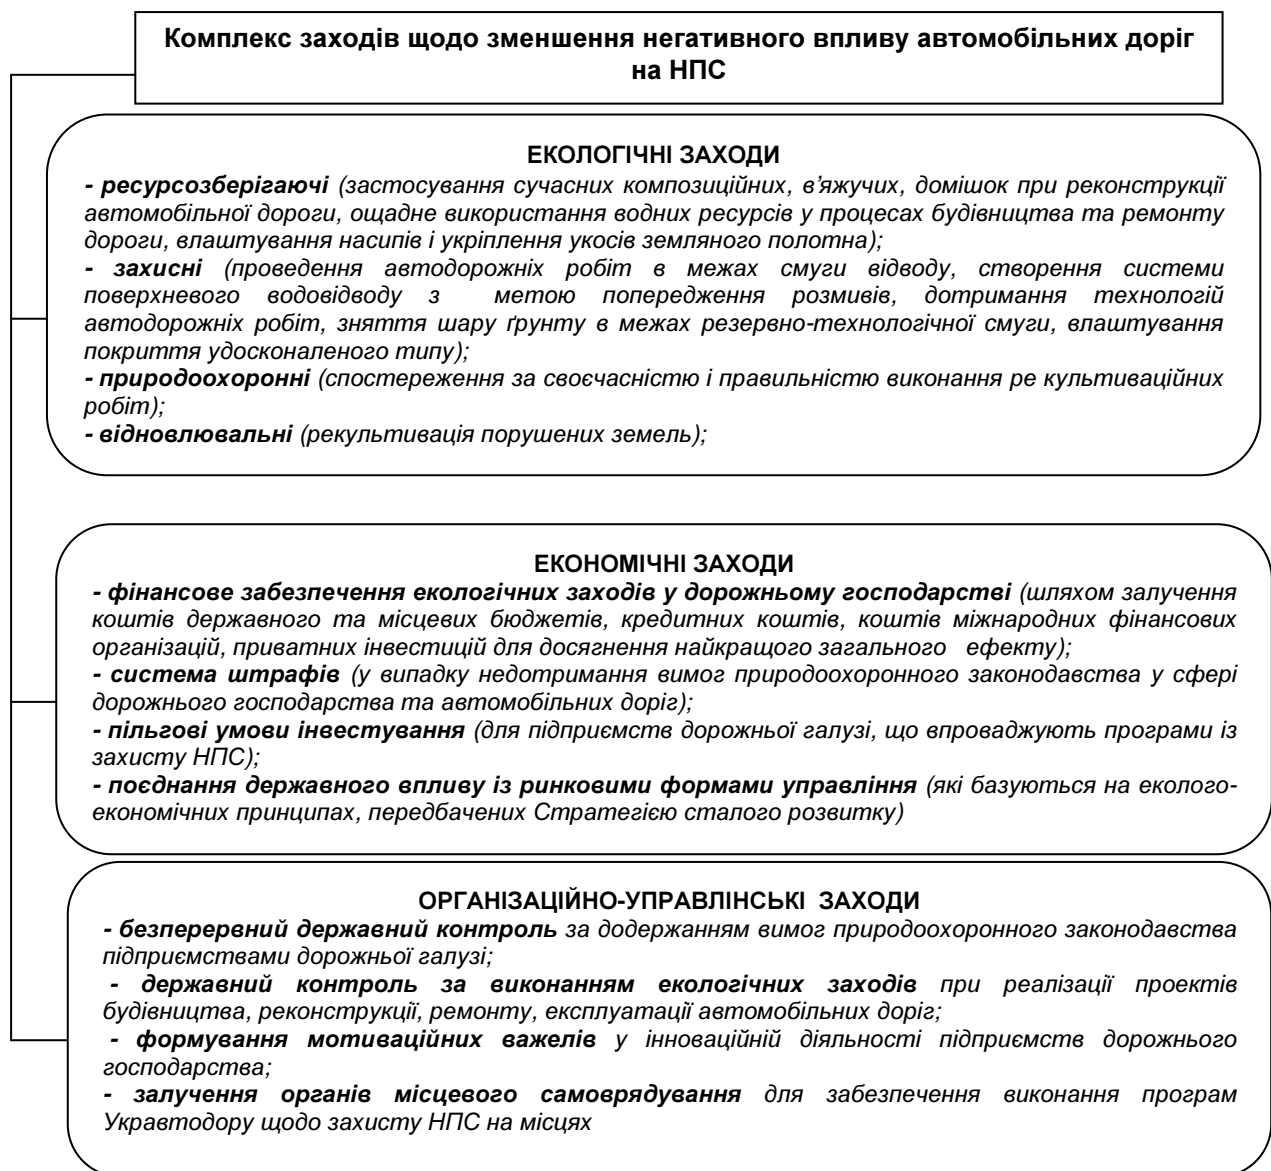 Комплекс заходів щодо зменшення негативного впливу автомобільних доріг
на НПС
ЕКОЛОГІЧНІ ЗАХОДИ
- ресурсозберігаючі (застосування сучасних композиційних, в’яжучих, домішок при реконструкції
автомобільної дороги, ощадне використання водних ресурсів у процесах будівництва та ремонту
дороги, влаштування насипів і укріплення укосів земляного полотна);
- захисні (проведення автодорожніх робіт в межах смуги відводу, створення системи
поверхневого водовідводу з метою попередження розмивів, дотримання технологій
автодорожніх робіт, зняття шару ґрунту в межах резервно-технологічної смуги, влаштування
покриття удосконаленого типу);
- природоохоронні (спостереження за своєчасністю і правильністю виконання ре культиваційних
робіт);
- відновлювальні (рекультивація порушених земель);
ЕКОНОМІЧНІ ЗАХОДИ
- фінансове забезпечення екологічних заходів у дорожньому господарстві (шляхом залучення
коштів державного та місцевих бюджетів, кредитних коштів, коштів міжнародних фінансових
організацій, приватних інвестицій для досягнення найкращого загального ефекту);
- система штрафів (у випадку недотримання вимог природоохоронного законодавства у сфері
дорожнього господарства та автомобільних доріг);
- пільгові умови інвестування (для підприємств дорожньої галузі, що впроваджують програми із
захисту НПС);
- поєднання державного впливу із ринковими формами управління (які базуються на еколого-
економічних принципах, передбачених Стратегією сталого розвитку)
ОРГАНІЗАЦІЙНО-УПРАВЛІНСЬКІ ЗАХОДИ
- безперервний державний контроль за додержанням вимог природоохоронного законодавства
підприємствами дорожньої галузі;
- державний контроль за виконанням екологічних заходів при реалізації проектів
будівництва, реконструкції, ремонту, експлуатації автомобільних доріг;
- формування мотиваційних важелів у інноваційній діяльності підприємств дорожнього
господарства;
- залучення органів місцевого самоврядування для забезпечення виконання програм
Укравтодору щодо захисту НПС на місцях